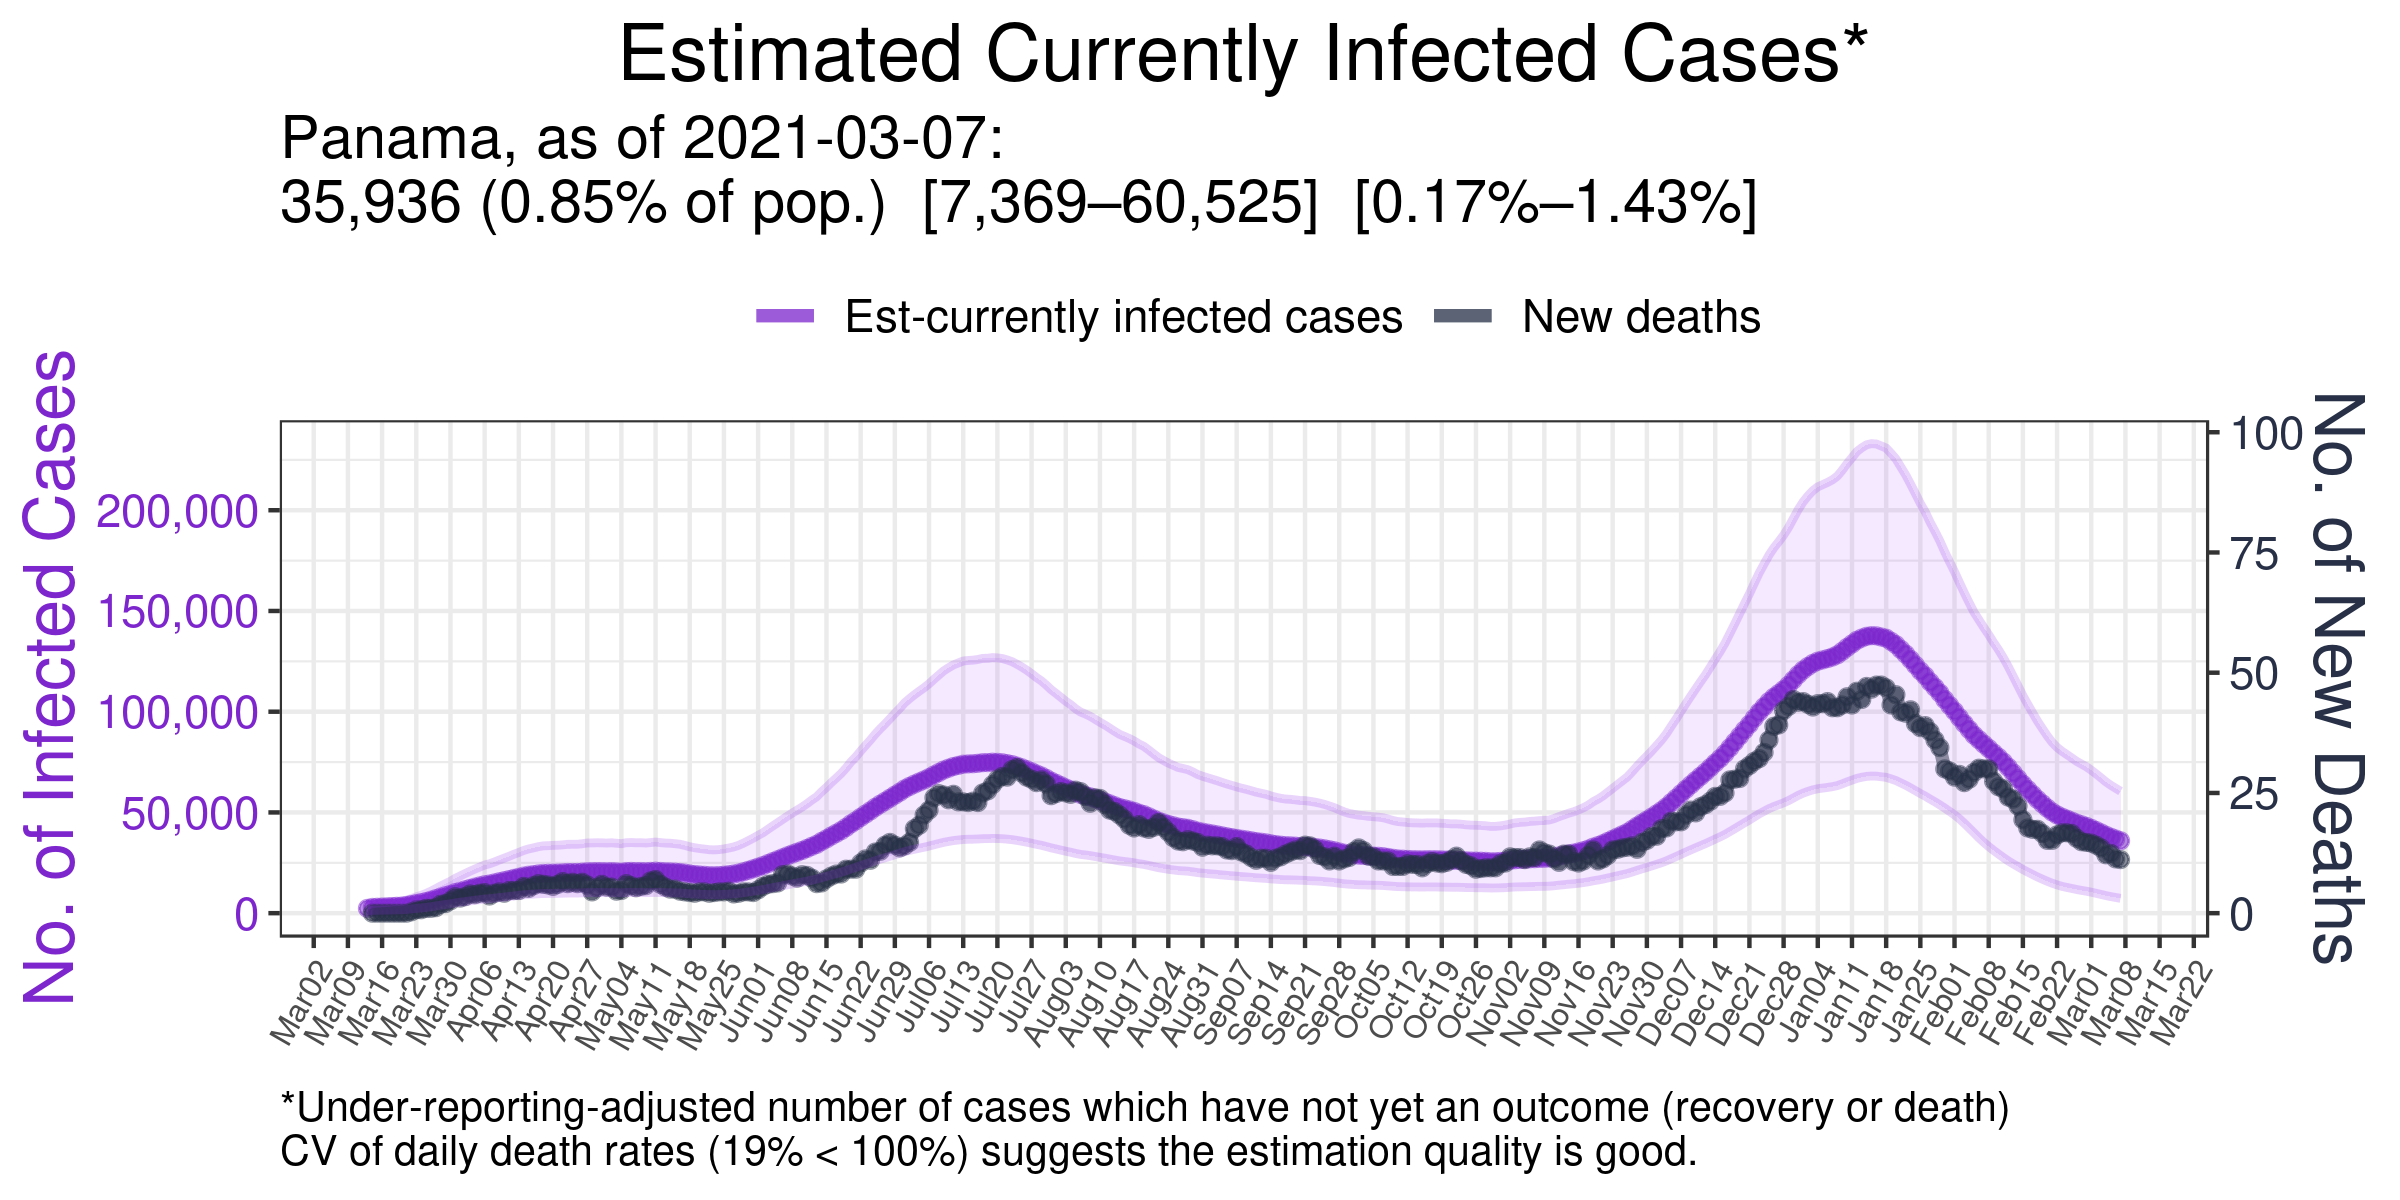 Estimated Currently Infected Cases*
Panama, as of 2021-03-07:
35,936 (0.85% of pop.) [7,369–60,525] [0.17%–1.43%]
Est-currently infected cases New deaths
No. of Infected Cases
200,000
150,000
100,000
50,000
0
100
75
50
25
0
No. of New Deaths
Mar02 Mar09 Mar16 Mar23 Mar30 Apr06 Apr13 Apr20 Apr27 May04 May11 May18 May25 Jun01 Jun08 Jun15 Jun22 Jun29 Jul06 Jul13 Jul20 Jul27 Aug03 Aug10 Aug17 Aug24 Aug31 Sep07 Sep14 Sep21 Sep28 Oct05 Oct12 Oct19 Oct26 Nov02 Nov09 Nov16 Nov23 Nov30 Dec07 Dec14 Dec21 Dec28 Jan04 Jan11 Jan18 Jan25 Feb01 Feb08 Feb15 Feb22 Mar01 Mar08 Mar15 Mar22
*Under-reporting-adjusted number of cases which have not yet an outcome (recovery or death)
CV of daily death rates (19% < 100%) suggests the estimation quality is good.